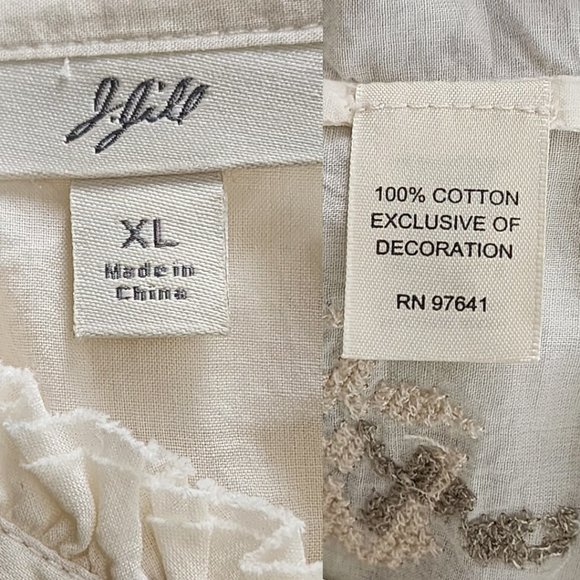 J.Jill
XL
Made in
China
100% COTTON
EXCLUSIVE OF
DECORATION
RN 97641